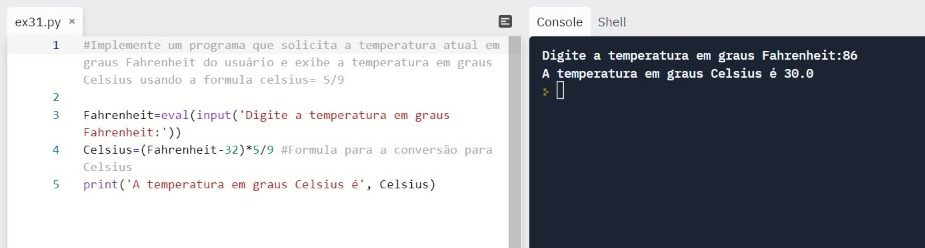 ex31.py ×
1 #Implemente um programa que solicita a temperatura atual em
graus Fahrenheit do usuário e exibe a temperatura em graus
Celsius usando a formula celsius= 5/9
2
3 Fahrenheit=eval(input('Digite a temperatura em graus
Fahrenheit:'))
4 Celsius=(Fahrenheit-32)*5/9 #Formula para a conversão para
Celsius
5 print('A temperatura em graus Celsius é', Celsius)
Console Shell
Digite a temperatura em graus Fahrenheit:86
A temperatura em graus Celsius é 30.0